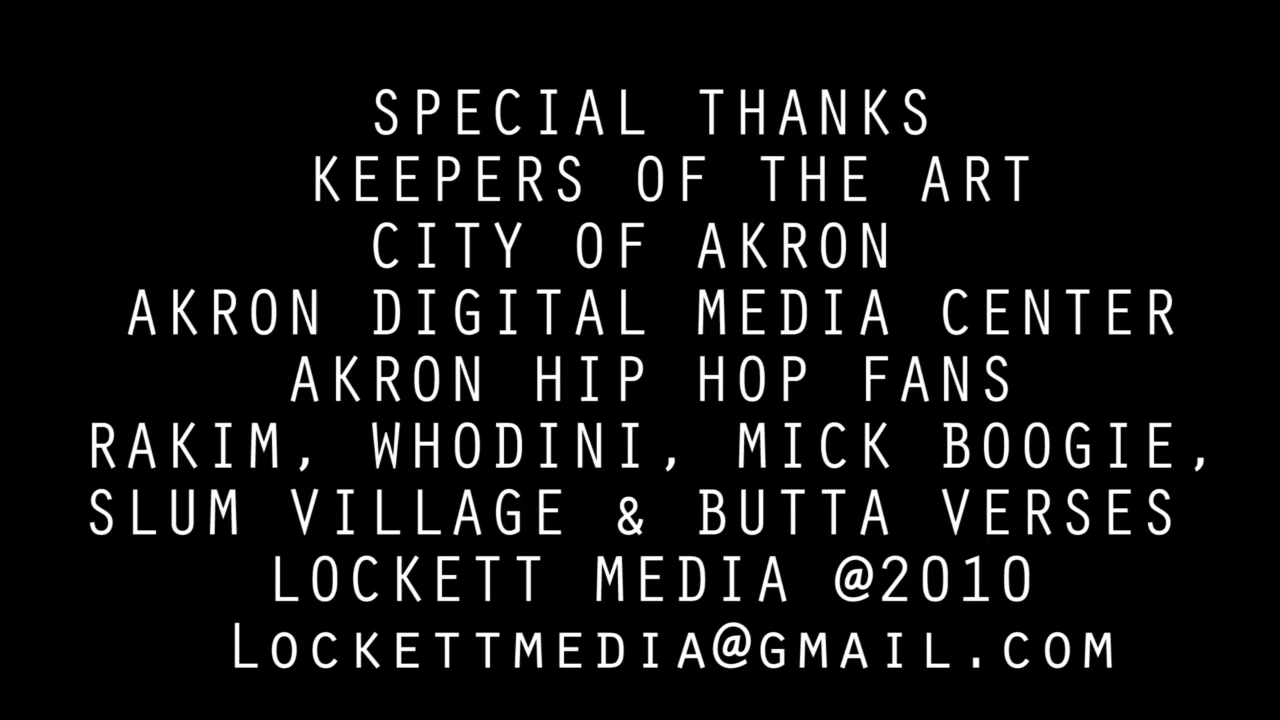 SPECIAL THANKS
KEEPERS OF THE ART
CITY OF AKRON
AKRON DIGITAL MEDIA CENTER
AKRON HIP HOP FANS
RAKIM, WHODINI, MICK BOOGIE,
SLUM VILLAGE & BUTTA VERSES
LOCKETT MEDIA @2010
LOCKETTMEDIA@GMAIL.COM